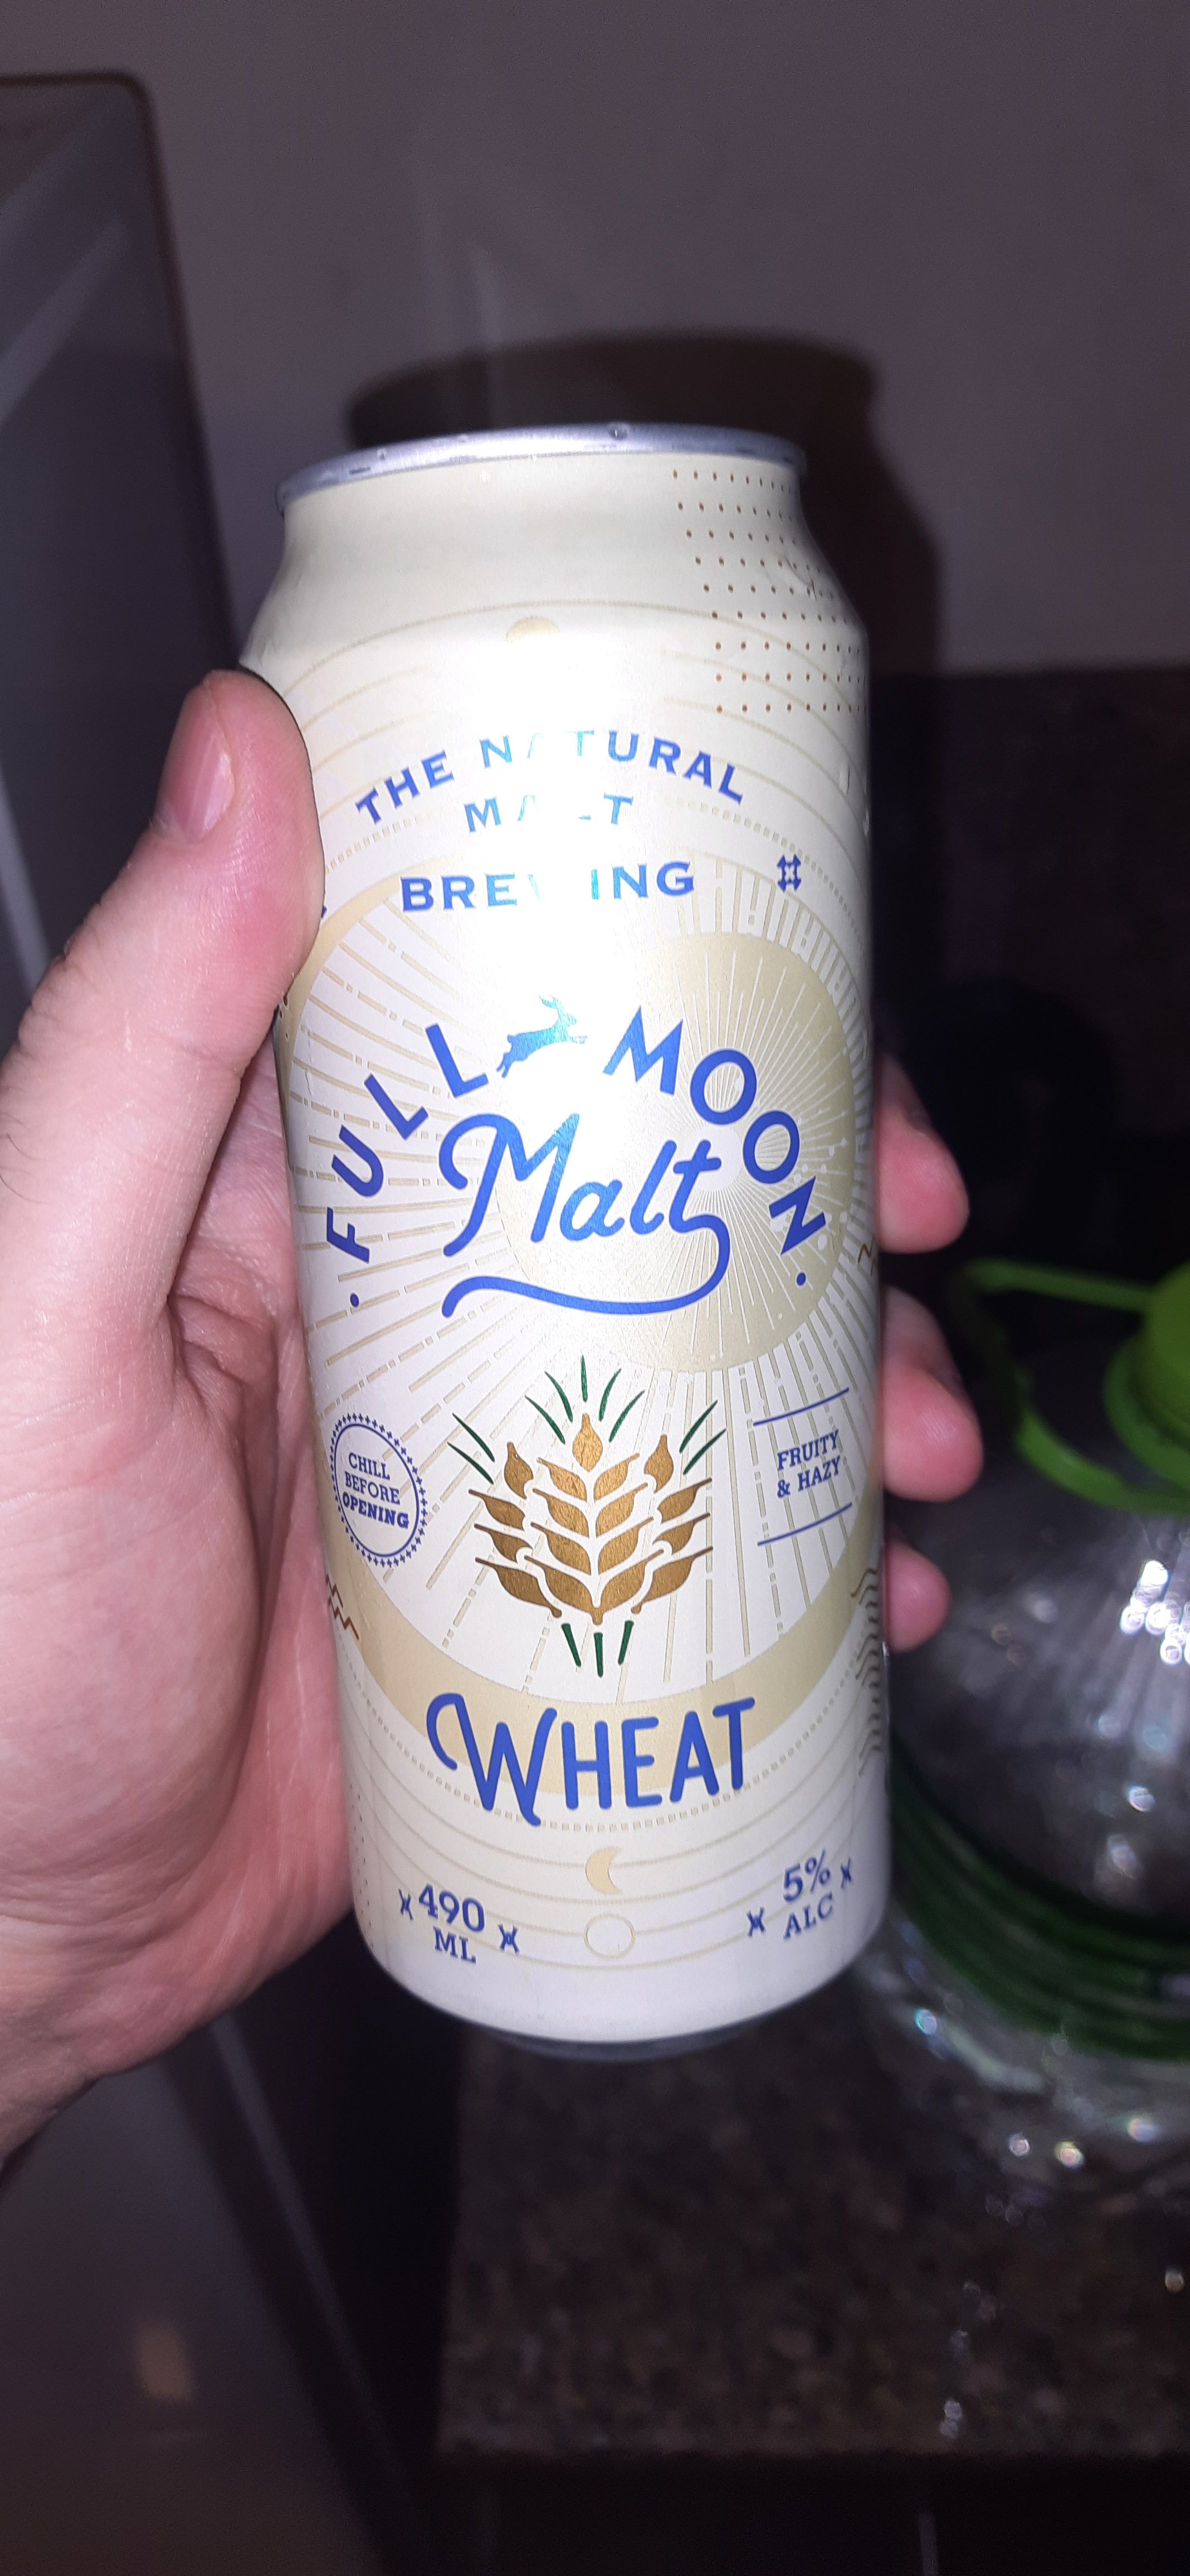 THE NATURAL
MALT
BREWING
FULL MOON
Malt
CHILL
BEFORE
OPENING
FRUITY
& HAZY
WHEAT
490
ML
5%
ALC